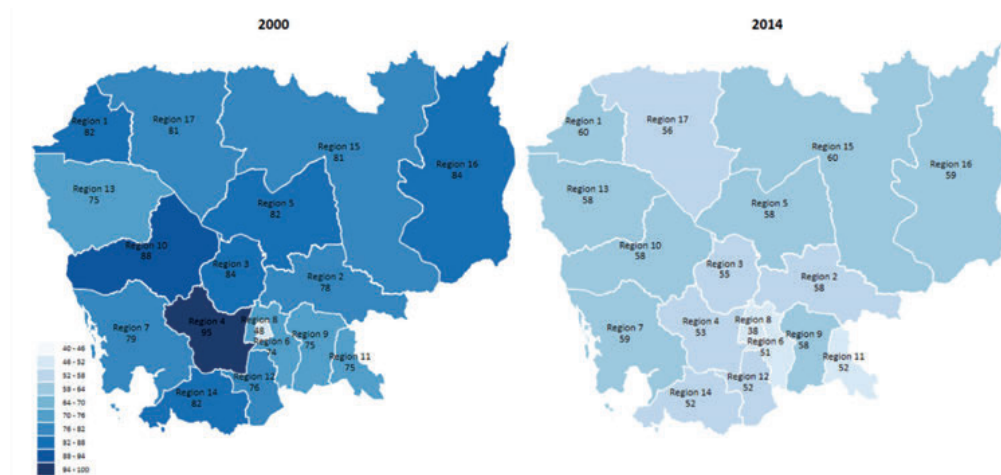 2000
Region 1
82
Region 17
81
Region 15
81
Region 16
84
Region 13
75
Region 5
82
Region 10
88
Region 3
84
Region 2
78
Region 7
79
Region 4
95
Region 8
48
Region 6
74
Region 9
75
Region 11
75
Region 12
76
Region 14
82
40 - 46
46 - 52
52 - 58
58 - 64
64 - 70
70 - 76
76 - 82
82 - 88
88 - 94
94 - 100
2014
Region 1
60
Region 17
56
Region 15
60
Region 16
59
Region 13
58
Region 5
58
Region 10
58
Region 3
55
Region 2
58
Region 7
59
Region 4
53
Region 8
38
Region 6
51
Region 9
58
Region 11
52
Region 12
52
Region 14
52